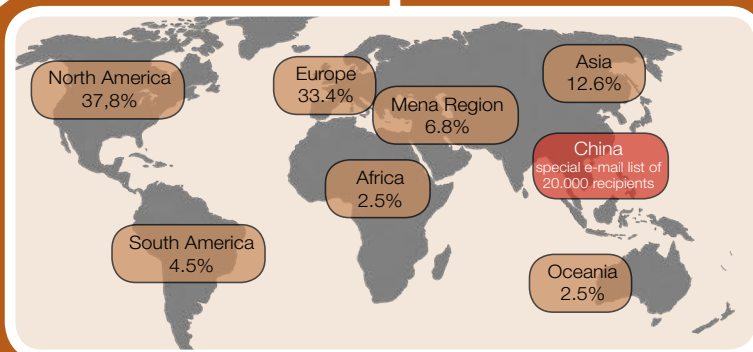 North America
37,8%
Europe
33.4%
Mena Region
6.8%
Asia
12.6%
China
special e-mail list of
20.000 recipients
Africa
2.5%
South America
4.5%
Oceania
2.5%